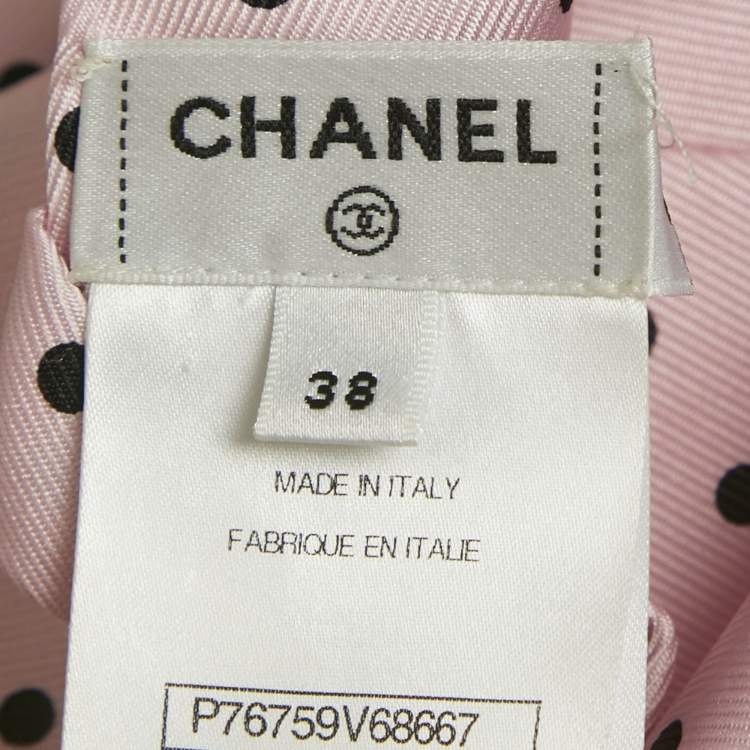 CHANEL
38
MADE IN ITALY
FABRIQUE EN ITALIE
P76759V68667